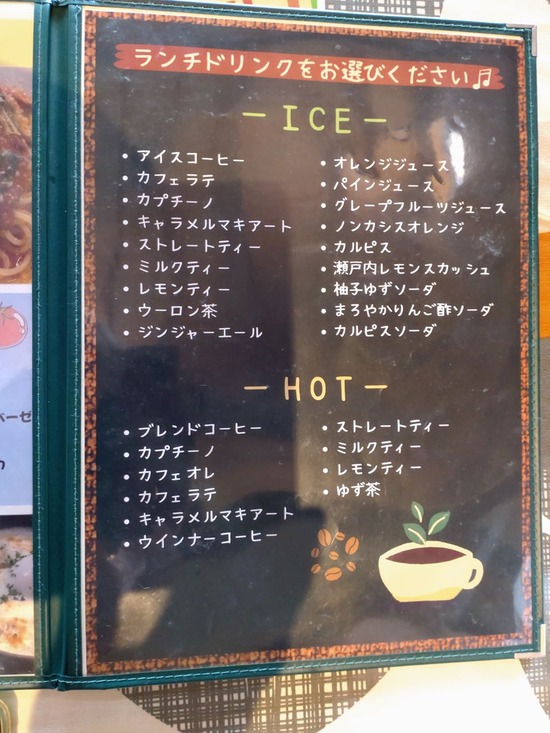 ランチドリンクをお選びください♬
ーICEー
・アイスコーヒー
・カフェラテ
・カプチーノ
・キャラメルマキアート
・ストレートティー
・ミルクティー
・レモンティー
・ウーロン茶
・ジンジャーエール
・オレンジジュース
・パインジュース
・グレープフルーツジュース
・ノンカシスオレンジ
・カルピス
・瀬戸内レモンスカッシュ
・柚子ゆずソーダ
・まろやかりんご酢ソーダ
・カルピスソーダ
ーHOTー
・ブレンドコーヒー
・カプチーノ
・カフェオレ
・カフェラテ
・キャラメルマキアート
・ウインナーコーヒー
・ストレートティー
・ミルクティー
・レモンティー
・ゆず茶